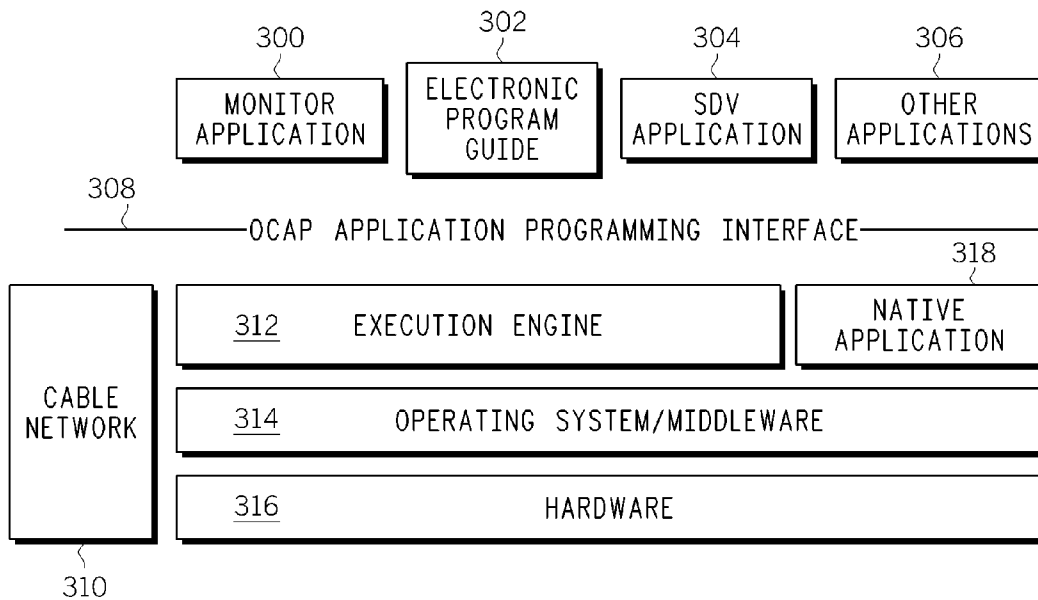 300
302
304
306
MONITOR
APPLICATION
ELECTRONIC
PROGRAM
GUIDE
SDV
APPLICATION
OTHER
APPLICATIONS
308
OCAP APPLICATION PROGRAMMING INTERFACE
318
312 EXECUTION ENGINE
NATIVE
APPLICATION
CABLE
NETWORK
314 OPERATING SYSTEM/MIDDLEWARE
316 HARDWARE
310